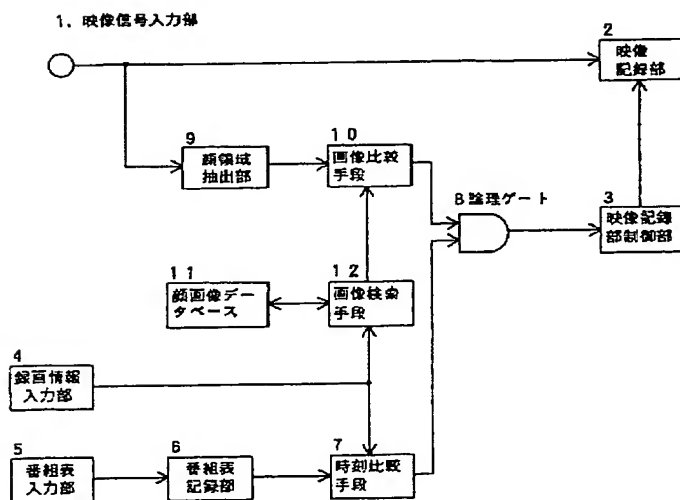 1. 映像信号入力部
2
映像
記録部
9
顔領域
抽出部
10
画像比較
手段
8 論理ゲート
3
映像記録
部制御部
11
顔画像デー
タベース
12
画像検索
手段
4
録画情報
入力部
5
番組表
入力部
6
番組表
記録部
7
時刻比較
手段